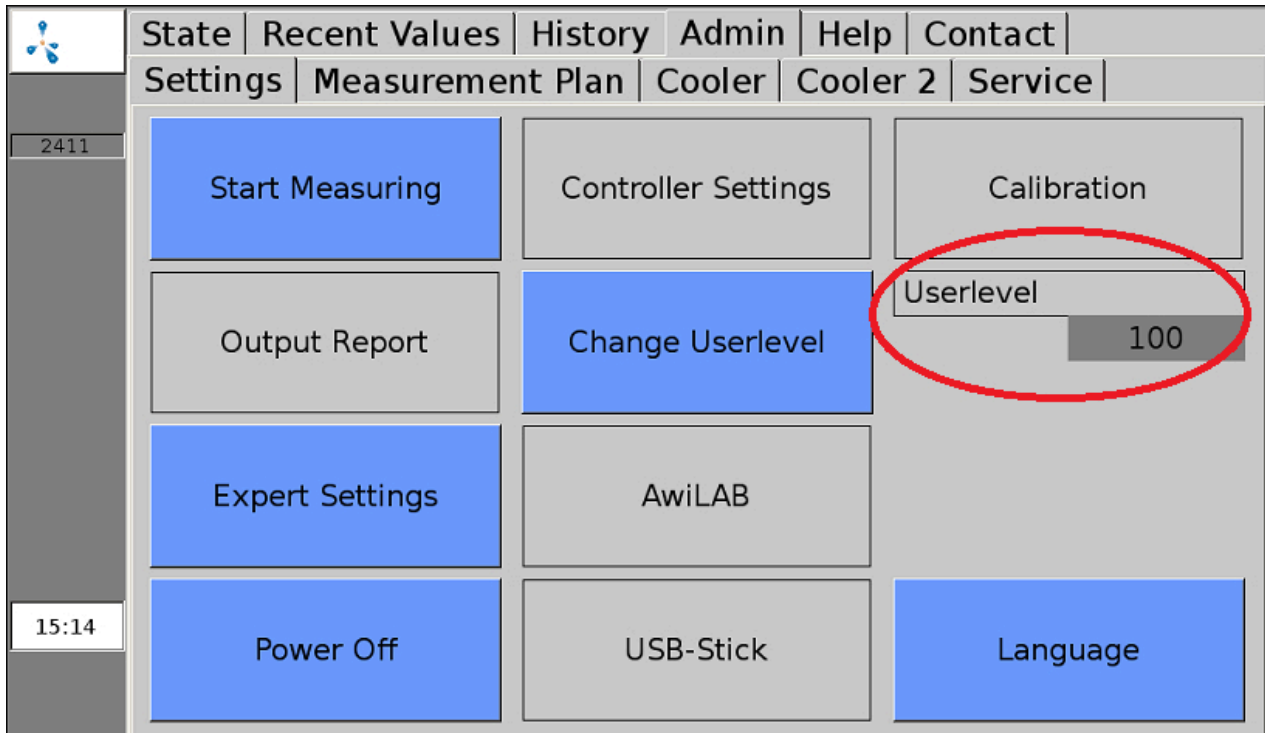 State Recent Values History Admin Help Contact
Settings Measurement Plan Cooler Cooler 2 Service
2411
Start Measuring Controller Settings Calibration
Userlevel
100
Output Report Change Userlevel
Expert Settings AwiLAB
15:14
Power Off USB-Stick Language